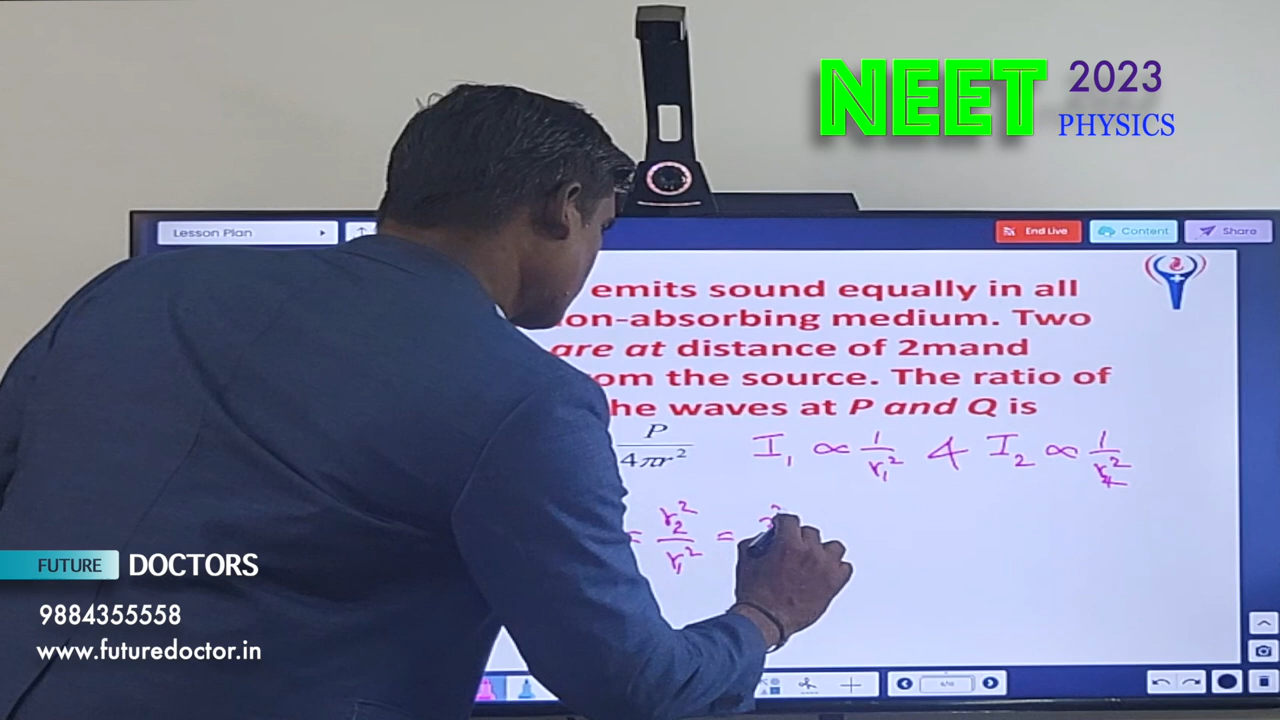 NEET 2023
PHYSICS
Lesson Plan
End Live
Content
Share
emits sound equally in all
on-absorbing medium. Two
are at distance of 2mand
om the source. The ratio of
he waves at P and Q is
P
4πr²
I₁ ∝ 1/r₁² & I₂ ∝ 1/r₂²
= r₂²/r₁² =
FUTURE DOCTORS
9884355558
www.futuredoctor.in